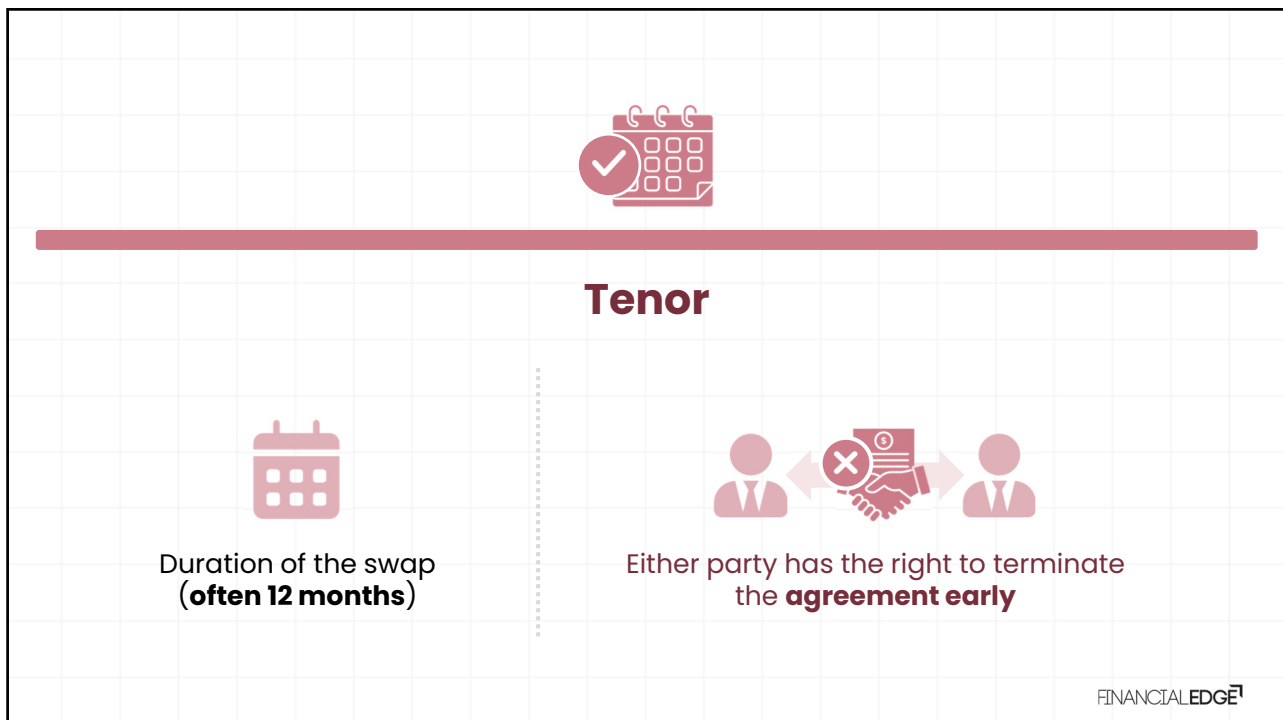 Tenor
Duration of the swap
(often 12 months)
Either party has the right to terminate
the agreement early
$
FINANCIALEDGE